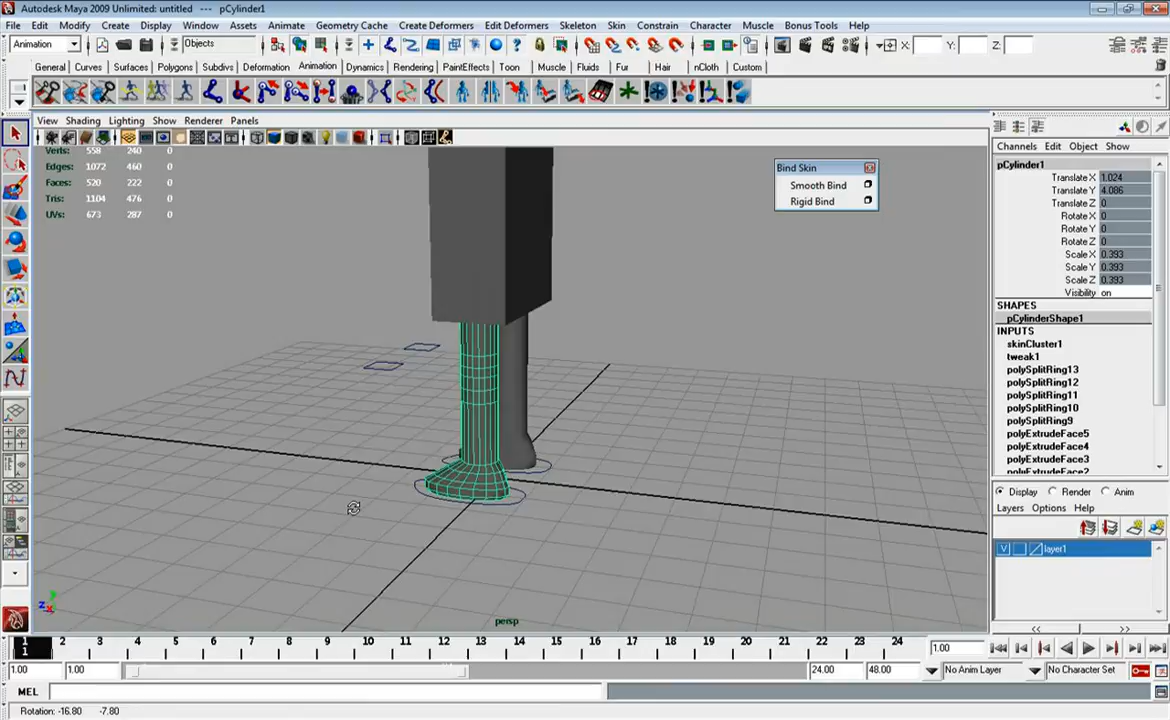 Autodesk Maya 2009 Unlimited: untitled --- pCylinder1
File Edit Modify Create Display Window Assets Animate Geometry Cache Create Deformers Edit Deformers Skeleton Skin Constrain Character Muscle Bonus Tools Help
Animation Objects X: Y: Z:
General Curves Surfaces Polygons Subdivs Deformation Animation Dynamics Rendering PaintEffects Toon Muscle Fluids Fur Hair nCloth Custom
View Shading Lighting Show Renderer Panels
Channels Edit Object Show
Verts: 558 240 0
Edges: 1072 460 0
Faces: 520 222 0
Tris: 1104 476 0
UVs: 673 287 0
Bind Skin
Smooth Bind
Rigid Bind
pCylinder1
Translate X 1.024
Translate Y 4.086
Translate Z 0
Rotate X 0
Rotate Y 0
Rotate Z 0
Scale X 0.393
Scale Y 0.393
Scale Z 0.393
Visibility on
SHAPES
pCylinderShape1
INPUTS
skinCluster1
tweak1
polySplitRing13
polySplitRing12
polySplitRing11
polySplitRing10
polySplitRing9
polyExtrudeFace5
polyExtrudeFace4
polyExtrudeFace3
polyExtrudeFace2
Display Render Anim
Layers Options Help
V layer1
z x
persp
1 2 3 4 5 6 7 8 9 10 11 12 13 14 15 16 17 18 19 20 21 22 23 24 1.00
1.00 1.00 24.00 48.00 No Anim Layer No Character Set
MEL
Rotation: -16.80 -7.80